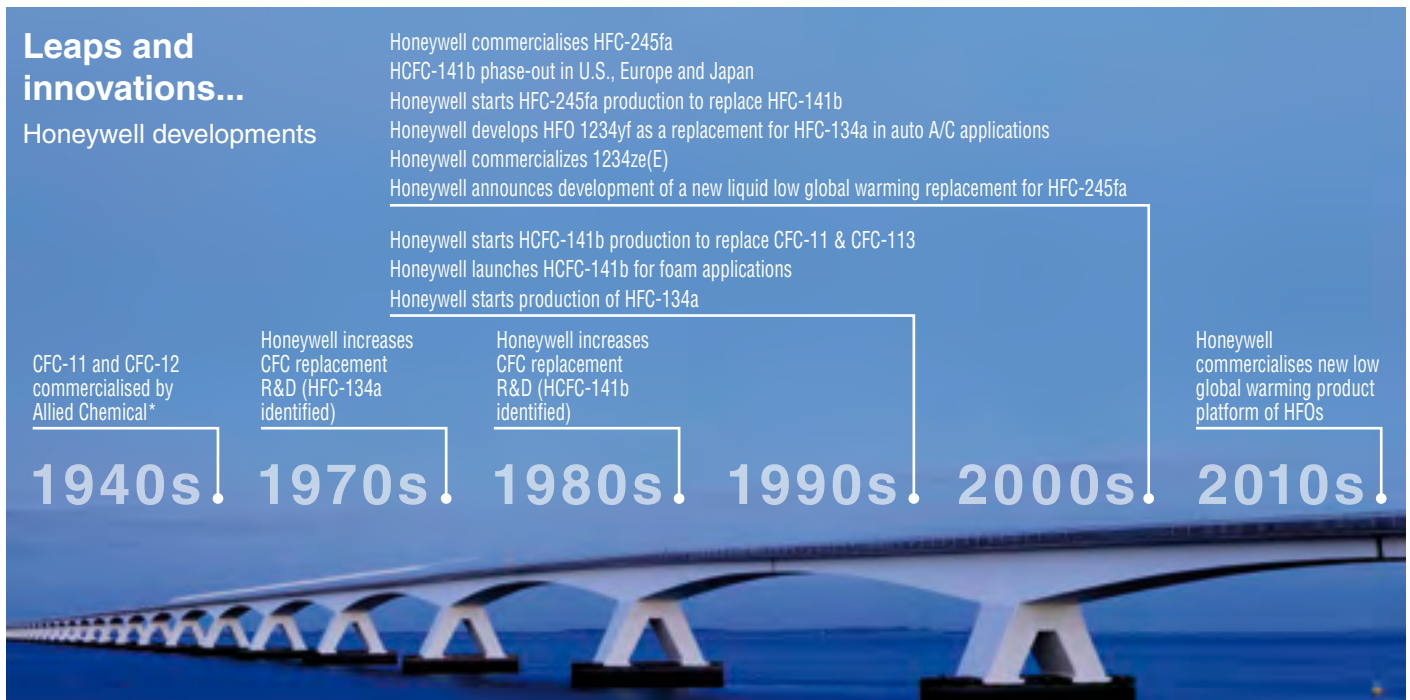 Leaps and
innovations...
Honeywell developments
Honeywell commercialises HFC-245fa
HCFC-141b phase-out in U.S., Europe and Japan
Honeywell starts HFC-245fa production to replace HFC-141b
Honeywell develops HFO 1234yf as a replacement for HFC-134a in auto A/C applications
Honeywell commercializes 1234ze(E)
Honeywell announces development of a new liquid low global warming replacement for HFC-245fa
Honeywell starts HCFC-141b production to replace CFC-11 & CFC-113
Honeywell launches HCFC-141b for foam applications
Honeywell starts production of HFC-134a
CFC-11 and CFC-12
commercialised by
Allied Chemical*
Honeywell increases
CFC replacement
R&D (HFC-134a
identified)
Honeywell increases
CFC replacement
R&D (HCFC-141b
identified)
Honeywell
commercialises new low
global warming product
platform of HFOs
1940s
1970s
1980s
1990s
2000s
2010s